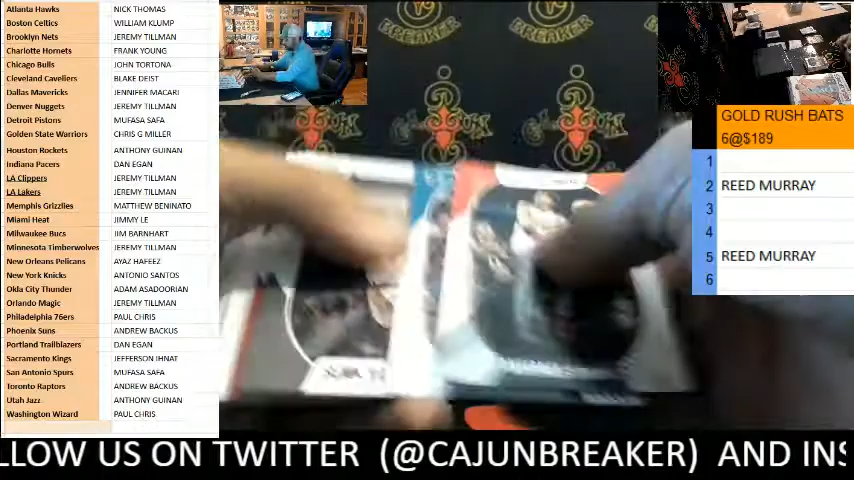 Atlanta Hawks NICK THOMAS
Boston Celtics WILLIAM KLUMP
Brooklyn Nets JEREMY TILLMAN
Charlotte Hornets FRANK YOUNG
Chicago Bulls JOHN TORTONA
Cleveland Cavaliers BLAKE DEIST
Dallas Mavericks JENNIFER MACARI
Denver Nuggets JEREMY TILLMAN
Detroit Pistons MUFASA SAFA
Golden State Warriors CHRIS G MILLER
Houston Rockets ANTHONY GUINAN
Indiana Pacers DAN EGAN
LA Clippers JEREMY TILLMAN
LA Lakers JEREMY TILLMAN
Memphis Grizzlies MATTHEW BENINATO
Miami Heat JIMMY LE
Milwaukee Bucs JIM BARNHART
Minnesota Timberwolves JEREMY TILLMAN
New Orleans Pelicans AYAZ HAFEEZ
New York Knicks ANTONIO SANTOS
Okla City Thunder ADAM ASADOORIAN
Orlando Magic JEREMY TILLMAN
Philadelphia 76ers PAUL CHRIS
Phoenix Suns ANDREW BACKUS
Portland Trailblazers DAN EGAN
Sacramento Kings JEFFERSON IHNAT
San Antonio Spurs MUFASA SAFA
Toronto Raptors ANDREW BACKUS
Utah Jazz ANTHONY GUINAN
Washington Wizard PAUL CHRIS
BREAKER
BREAKER
GOLD RUSH BATS
6@$189
1
2 REED MURRAY
3
4
5 REED MURRAY
6
LLOW US ON TWITTER (@CAJUNBREAKER) AND INS